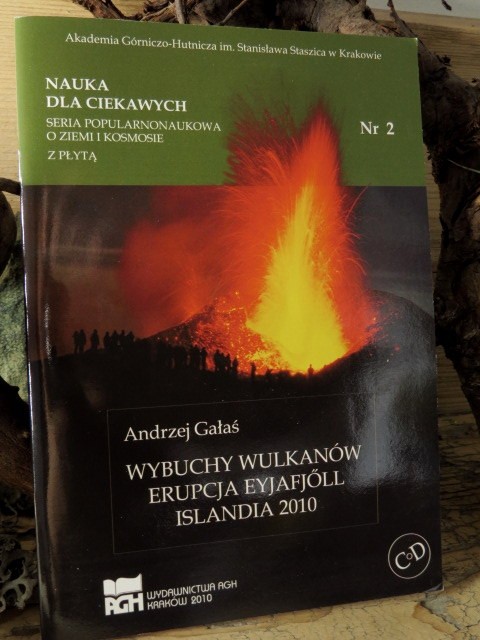 Akademia Górniczo-Hutnicza im. Stanisława Staszica w Krakowie
NAUKA
DLA CIEKAWYCH
SERIA POPULARNONAUKOWA
O ZIEMI I KOSMOSIE
Z PŁYTĄ
Nr 2
Andrzej Gałaś
WYBUCHY WULKANÓW
ERUPCJA EYJAFJŐLL
ISLANDIA 2010
CoD
AGH
WYDAWNICTWA AGH
KRAKÓW 2010